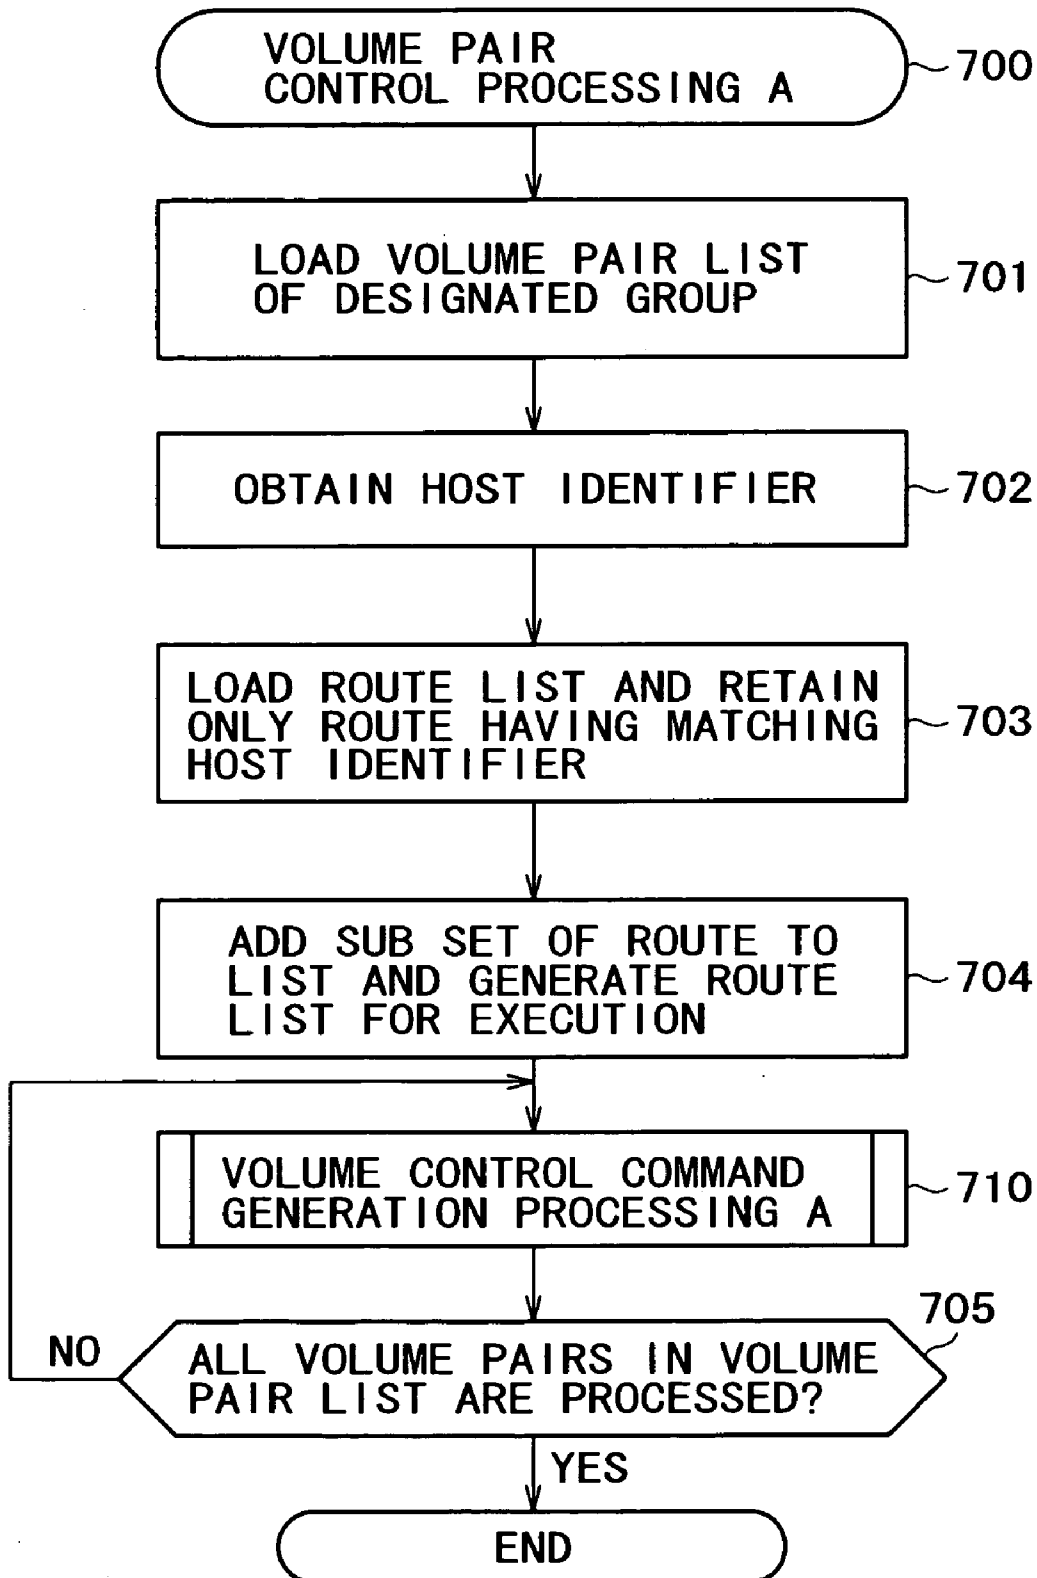 VOLUME PAIR
CONTROL PROCESSING A
700
LOAD VOLUME PAIR LIST
OF DESIGNATED GROUP
701
OBTAIN HOST IDENTIFIER
702
LOAD ROUTE LIST AND RETAIN
ONLY ROUTE HAVING MATCHING
HOST IDENTIFIER
703
ADD SUB SET OF ROUTE TO
LIST AND GENERATE ROUTE
LIST FOR EXECUTION
704
VOLUME CONTROL COMMAND
GENERATION PROCESSING A
710
705
NO
ALL VOLUME PAIRS IN VOLUME
PAIR LIST ARE PROCESSED?
YES
END